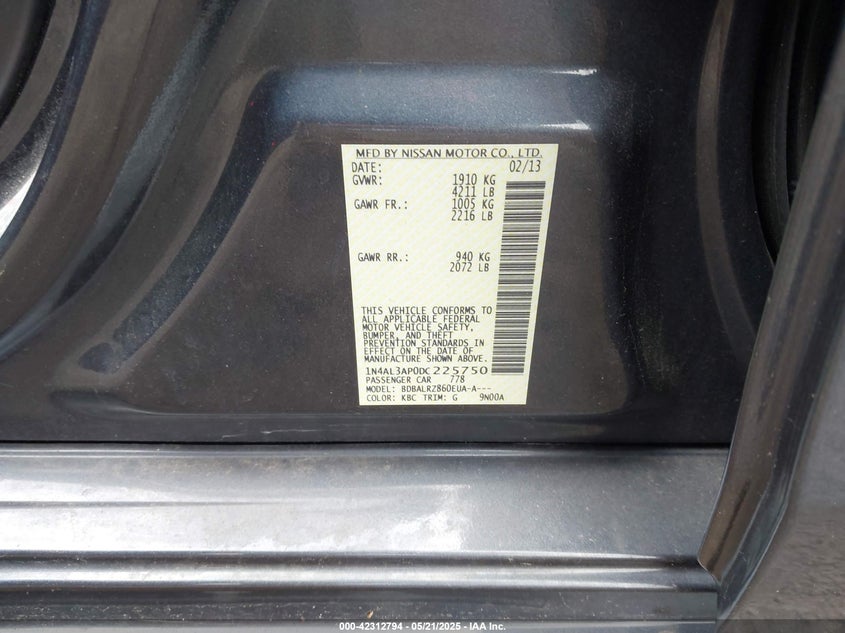 MFD BY NISSAN MOTOR CO., LTD.
DATE: 02/13
GVWR: 1910 KG
4211 LB
GAWR FR.: 1005 KG
2216 LB
GAWR RR.: 940 KG
2072 LB
THIS VEHICLE CONFORMS TO
ALL APPLICABLE FEDERAL
MOTOR VEHICLE SAFETY,
BUMPER, AND THEFT
PREVENTION STANDARDS IN
EFFECT ON THE DATE OF
MANUFACTURE SHOWN ABOVE.
1N4AL3AP0DC225750
PASSENGER CAR 778
MODEL: BDBALRZ860EUA-A---
COLOR: KBC TRIM: G 9N00A
000-42312794 - 05/21/2025 - IAA Inc.